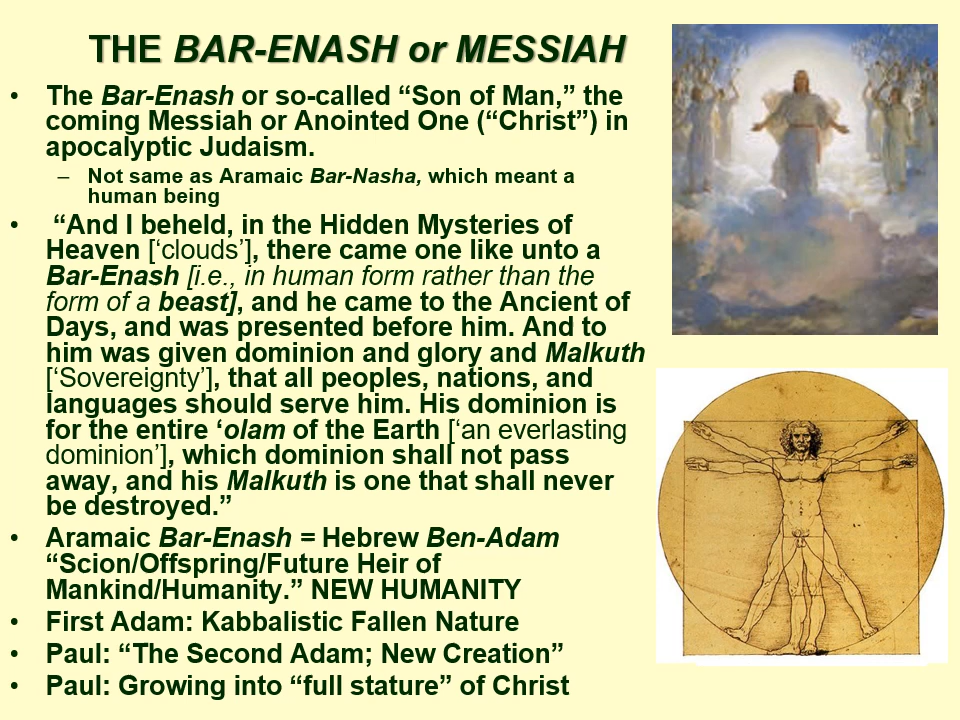 THE BAR-ENASH or MESSIAH
• The Bar-Enash or so-called “Son of Man,” the
coming Messiah or Anointed One (“Christ”) in
apocalyptic Judaism.
– Not same as Aramaic Bar-Nasha, which meant a
human being
• “And I beheld, in the Hidden Mysteries of
Heaven [‘clouds’], there came one like unto a
Bar-Enash [i.e., in human form rather than the
form of a beast], and he came to the Ancient of
Days, and was presented before him. And to
him was given dominion and glory and Malkuth
[‘Sovereignty’], that all peoples, nations, and
languages should serve him. His dominion is
for the entire ‘olam of the Earth [‘an everlasting
dominion’], which dominion shall not pass
away, and his Malkuth is one that shall never
be destroyed.”
• Aramaic Bar-Enash = Hebrew Ben-Adam
“Scion/Offspring/Future Heir of
Mankind/Humanity.” NEW HUMANITY
• First Adam: Kabbalistic Fallen Nature
• Paul: “The Second Adam; New Creation”
• Paul: Growing into “full stature” of Christ